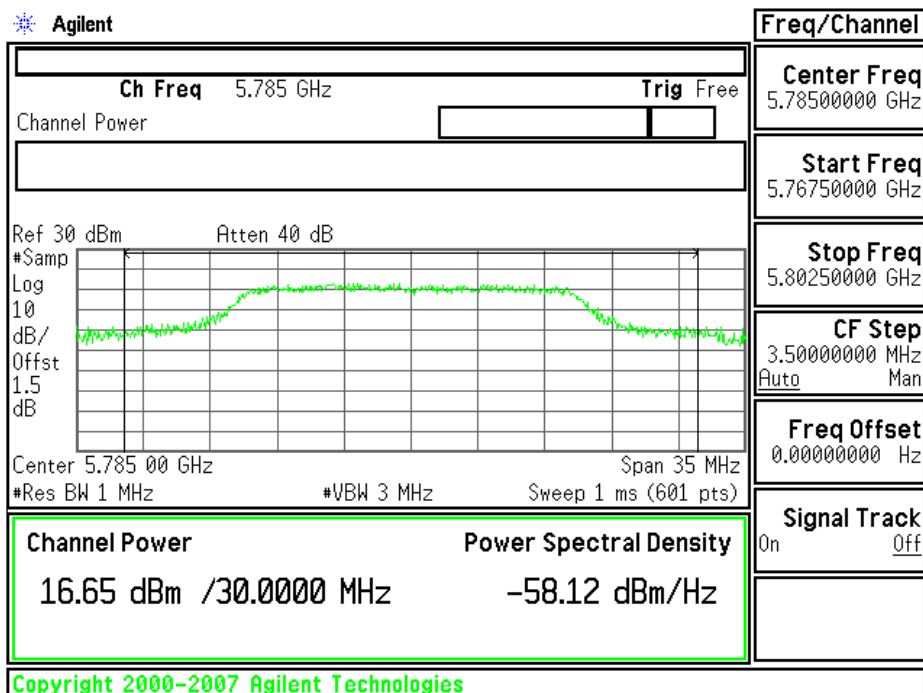 Agilent
Freq/Channel
Ch Freq 5.785 GHz Trig Free
Channel Power
Ref 30 dBm Atten 40 dB
#Samp
Log
10
dB/
Offst
1.5
dB
Center 5.785 00 GHz Span 35 MHz
#Res BW 1 MHz #VBW 3 MHz Sweep 1 ms (601 pts)
Channel Power Power Spectral Density
16.65 dBm /30.0000 MHz -58.12 dBm/Hz
Center Freq
5.78500000 GHz
Start Freq
5.76750000 GHz
Stop Freq
5.80250000 GHz
CF Step
3.50000000 MHz
Auto Man
Freq Offset
0.00000000 Hz
Signal Track
On Off
Copyright 2000-2007 Agilent Technologies